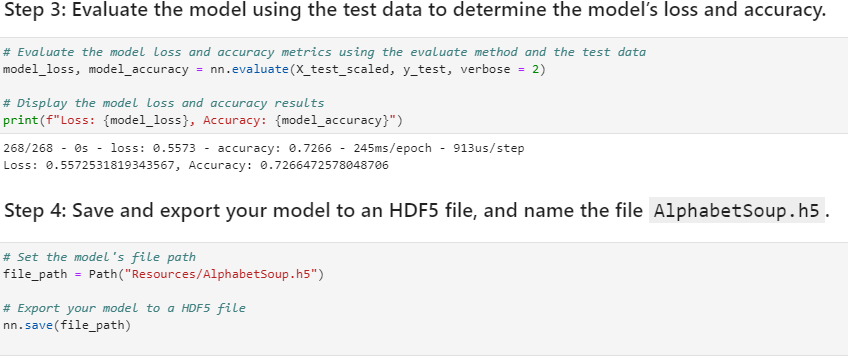 Step 3: Evaluate the model using the test data to determine the model’s loss and accuracy.
# Evaluate the model loss and accuracy metrics using the evaluate method and the test data
model_loss, model_accuracy = nn.evaluate(X_test_scaled, y_test, verbose = 2)
# Display the model loss and accuracy results
print(f"Loss: {model_loss}, Accuracy: {model_accuracy}")
268/268 - 0s - loss: 0.5573 - accuracy: 0.7266 - 245ms/epoch - 913us/step
Loss: 0.5572531819343567, Accuracy: 0.7266472578048706
Step 4: Save and export your model to an HDF5 file, and name the file AlphabetSoup.h5.
# Set the model's file path
file_path = Path("Resources/AlphabetSoup.h5")
# Export your model to a HDF5 file
nn.save(file_path)